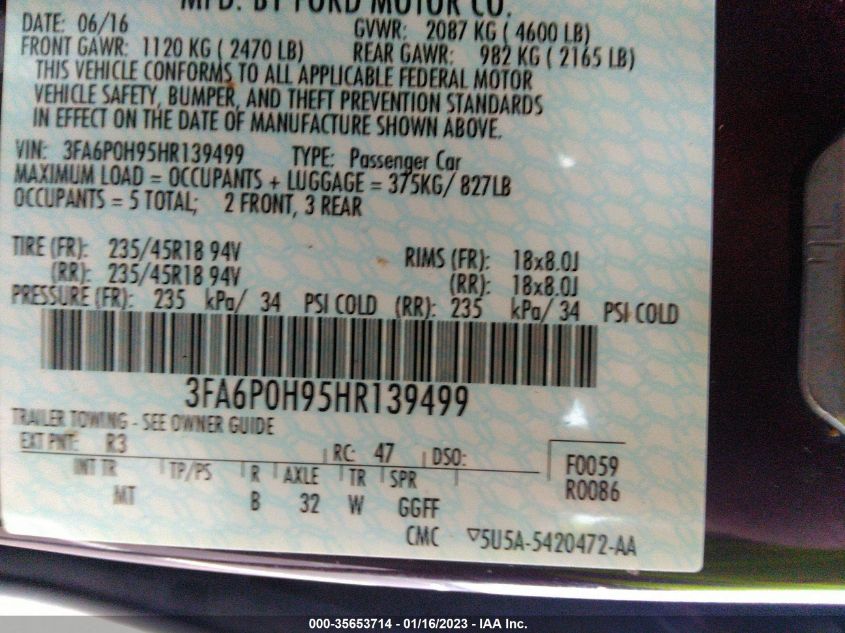 MFD. BY FORD MOTOR CO.
DATE: 06/16 GVWR: 2087 KG ( 4600 LB)
FRONT GAWR: 1120 KG ( 2470 LB) REAR GAWR: 982 KG ( 2165 LB)
THIS VEHICLE CONFORMS TO ALL APPLICABLE FEDERAL MOTOR
VEHICLE SAFETY, BUMPER, AND THEFT PREVENTION STANDARDS
IN EFFECT ON THE DATE OF MANUFACTURE SHOWN ABOVE.
VIN: 3FA6P0H95HR139499 TYPE: Passenger Car
MAXIMUM LOAD = OCCUPANTS + LUGGAGE = 375KG/ 827LB
OCCUPANTS = 5 TOTAL; 2 FRONT, 3 REAR
TIRE (FR): 235/45R18 94V RIMS (FR): 18x8.0J
(RR): 235/45R18 94V (RR): 18x8.0J
PRESSURE (FR): 235 kPa/ 34 PSI COLD (RR): 235 kPa/ 34 PSI COLD
3FA6P0H95HR139499
TRAILER TOWING - SEE OWNER GUIDE
EXT PNT: R3 RC: 47 DSO: F0059
INT TR TP/PS R AXLE TR SPR R0086
MT B 32 W GGFF
CMC ▽5U5A-5420472-AA
000-35653714 - 01/16/2023 - IAA Inc.